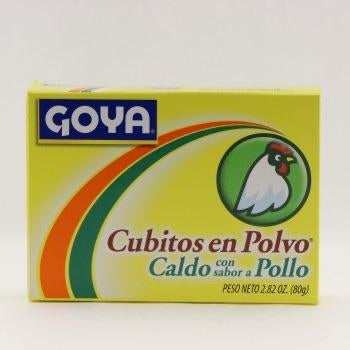 GOYA®
Cubitos en Polvo®
Caldo con sabor a Pollo
PESO NETO 2.82 OZ. (80g)